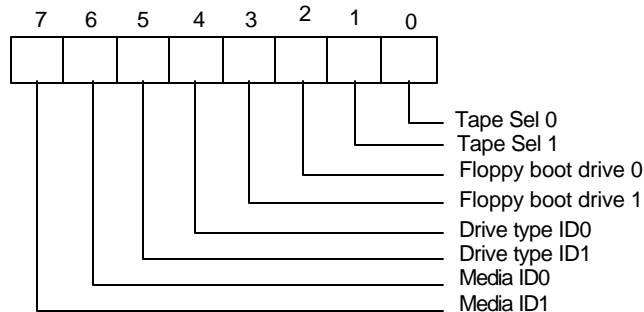 7 6 5 4 3 2 1 0
Tape Sel 0
Tape Sel 1
Floppy boot drive 0
Floppy boot drive 1
Drive type ID0
Drive type ID1
Media ID0
Media ID1